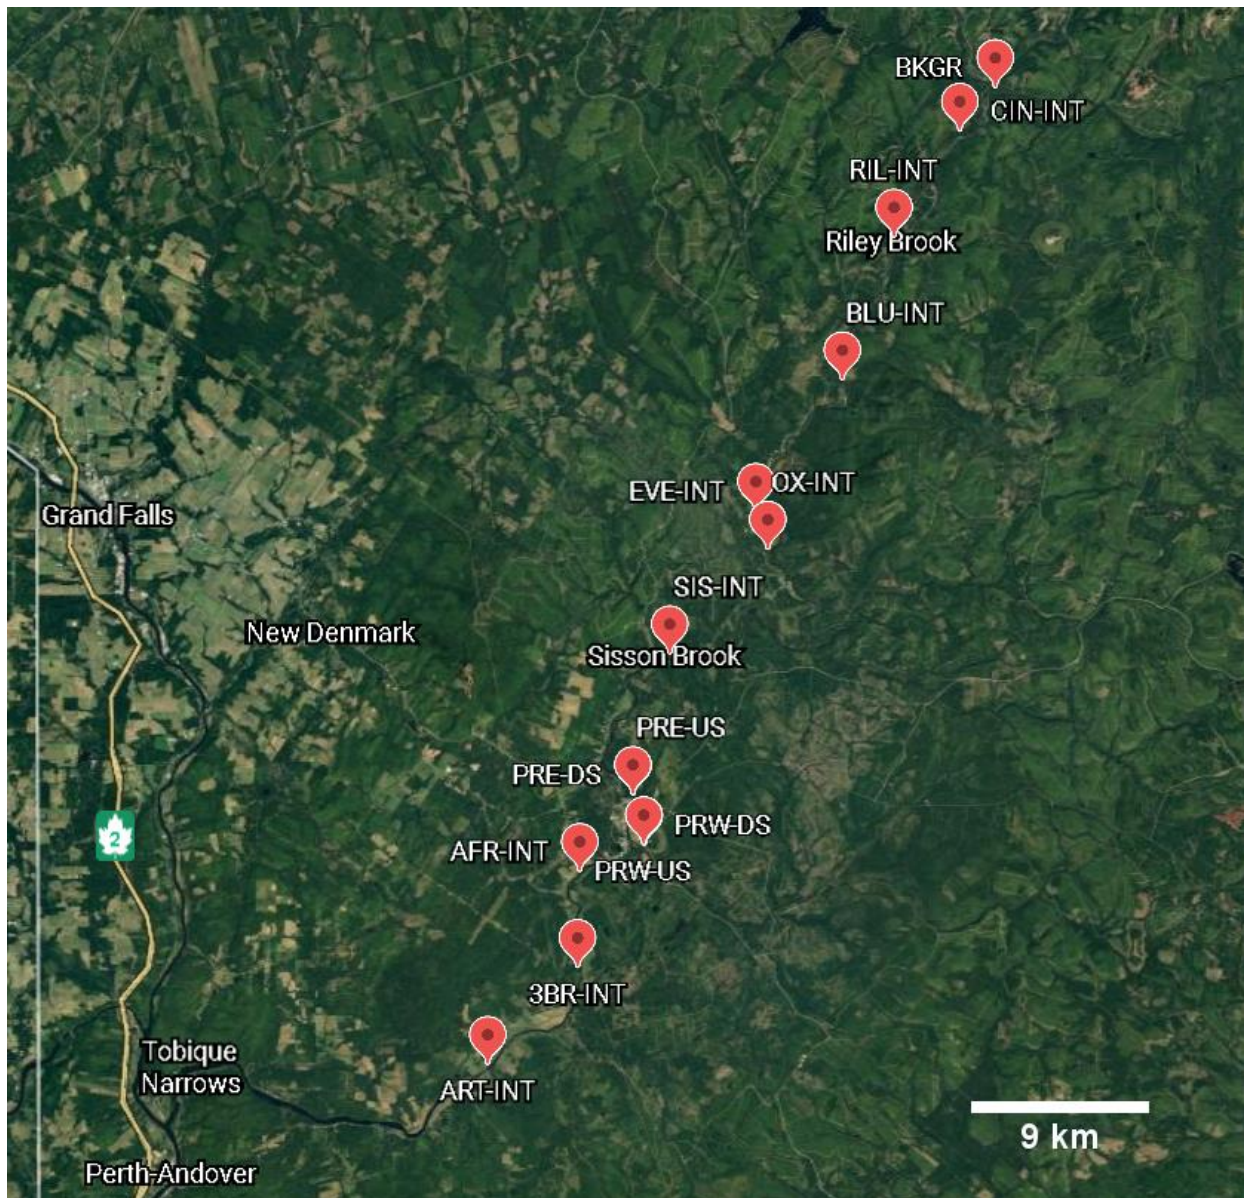 BKGR
CIN-INT
RIL-INT
Riley Brook
BLU-INT
EVE-INT
OX-INT
Grand Falls
SIS-INT
New Denmark
Sisson Brook
PRE-US
PRE-DS
PRW-DS
2
AFR-INT
PRW-US
3BR-INT
Tobique
Narrows
ART-INT
9 km
Perth-Andover